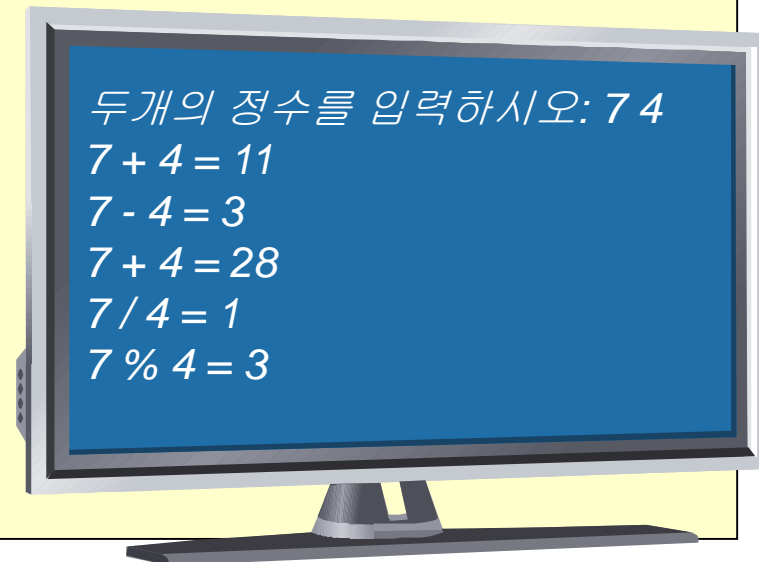 두개의 정수를 입력하시오: 7 4
7 + 4 = 11
7 - 4 = 3
7 + 4 = 28
7 / 4 = 1
7 % 4 = 3